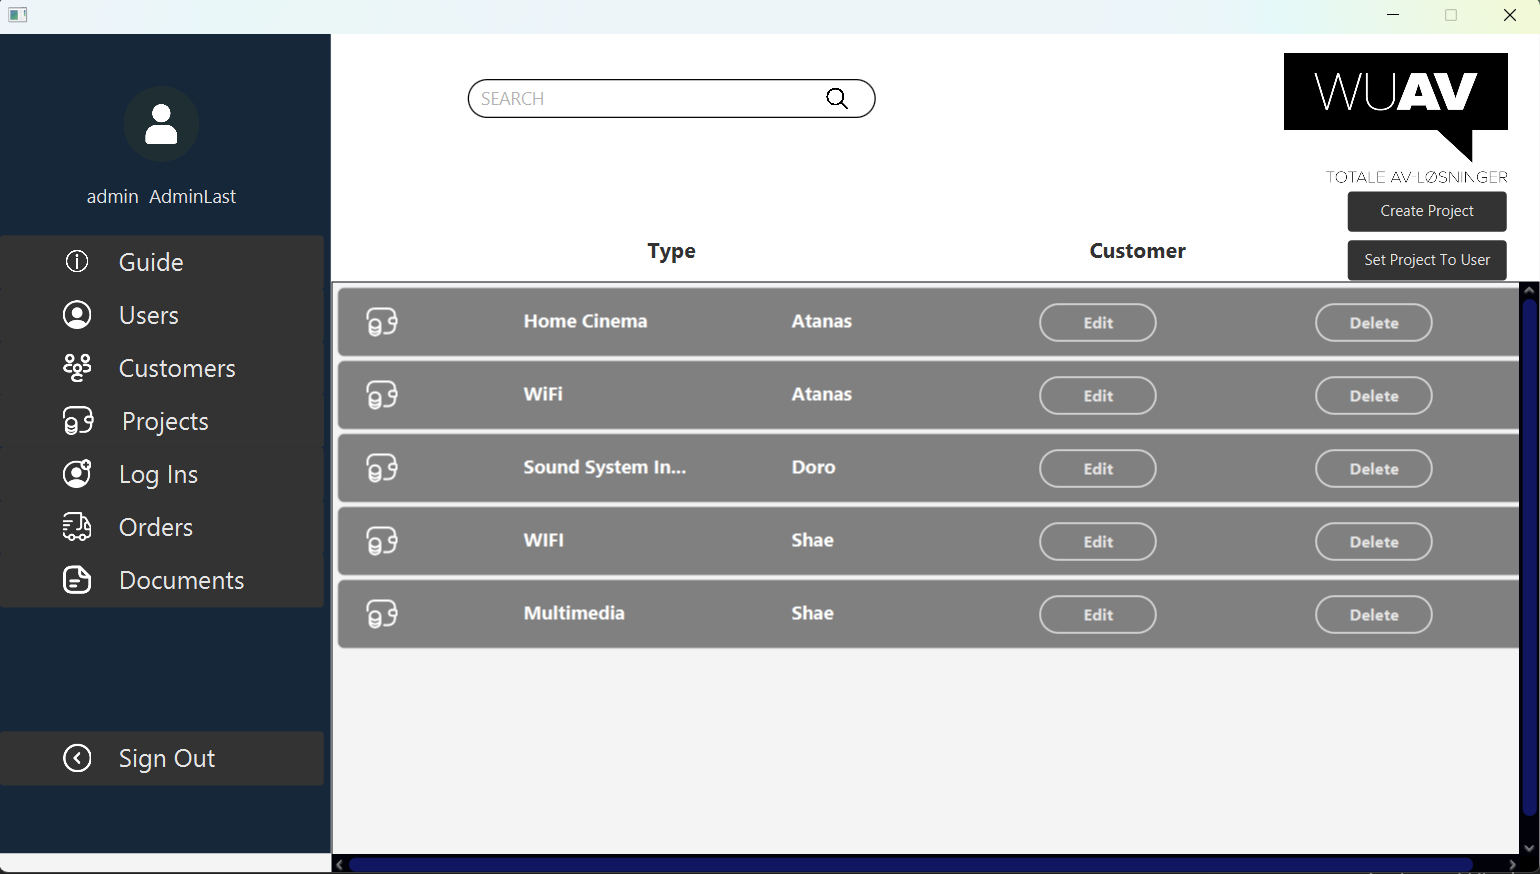 admin AdminLast
Guide
Users
Customers
Projects
Log Ins
Orders
Documents
Sign Out
SEARCH
WUAV
TOTALE AV-LØSNINGER
Create Project
Set Project To User
Type Customer
Home Cinema Atanas Edit Delete
WiFi Atanas Edit Delete
Sound System In... Doro Edit Delete
WIFI Shae Edit Delete
Multimedia Shae Edit Delete